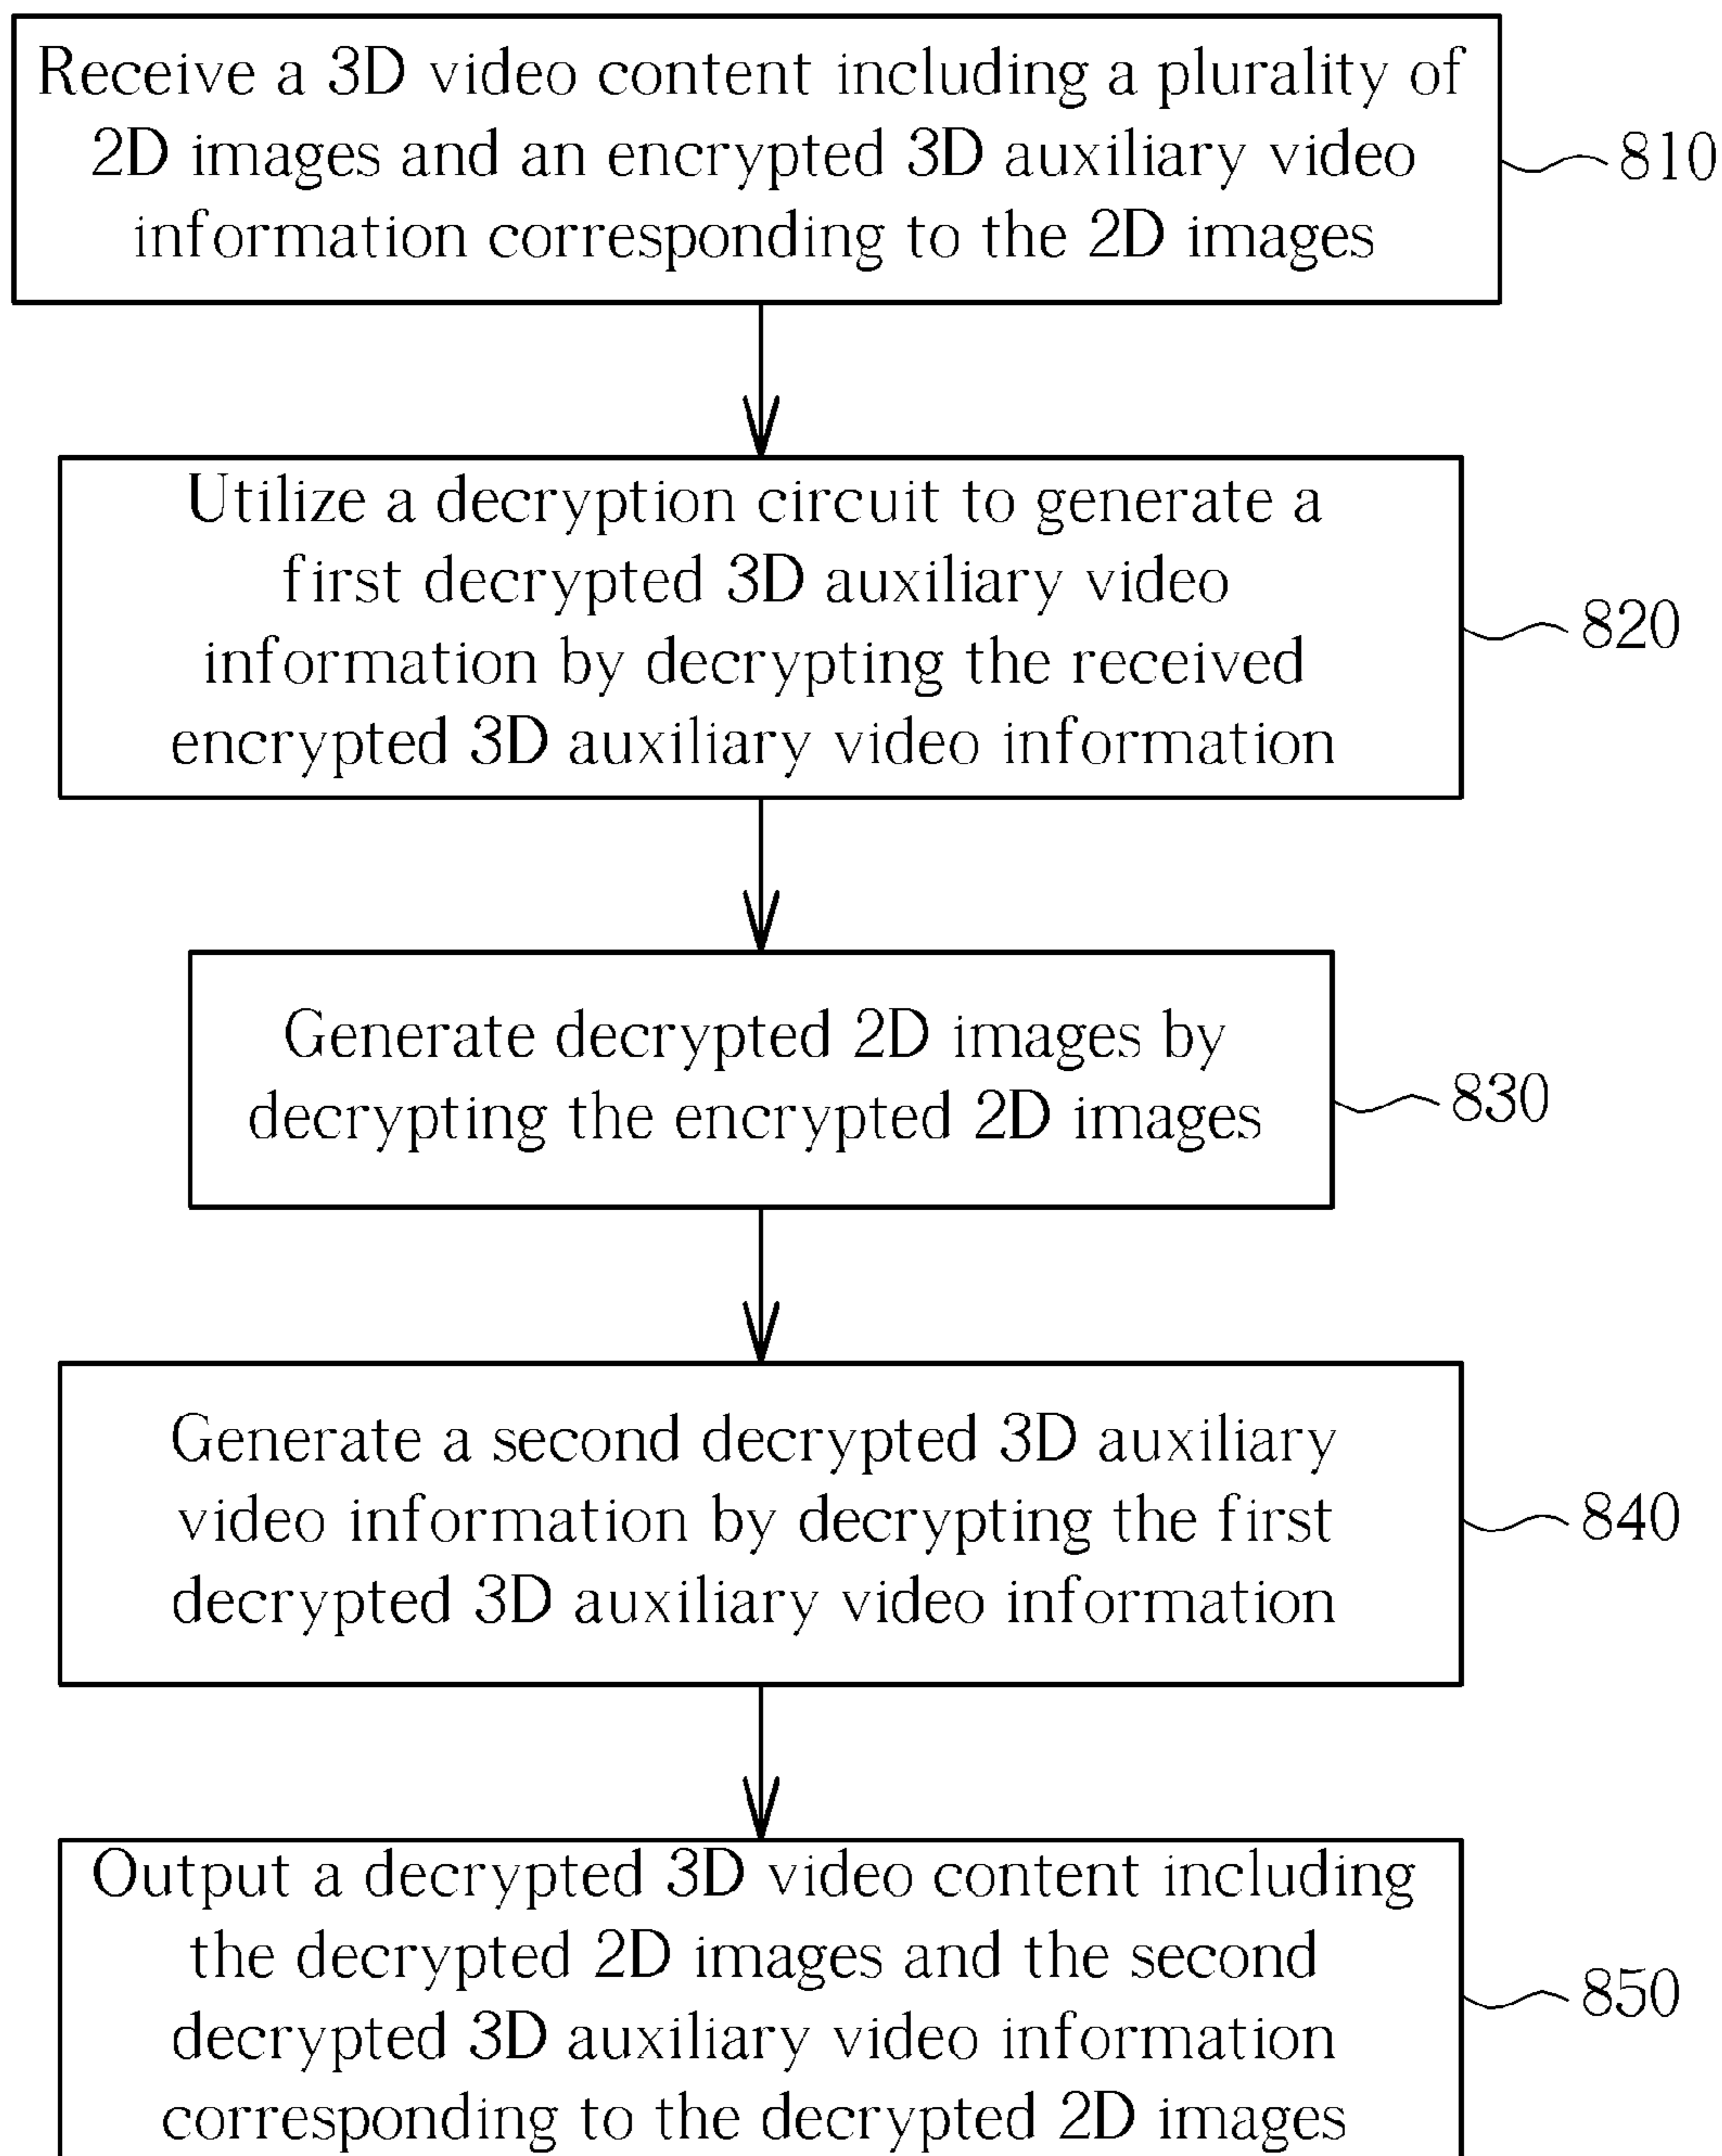 Receive a 3D video content including a plurality of
2D images and an encrypted 3D auxiliary video
information corresponding to the 2D images
810
Utilize a decryption circuit to generate a
first decrypted 3D auxiliary video
information by decrypting the received
encrypted 3D auxiliary video information
820
Generate decrypted 2D images by
decrypting the encrypted 2D images
830
Generate a second decrypted 3D auxiliary
video information by decrypting the first
decrypted 3D auxiliary video information
840
Output a decrypted 3D video content including
the decrypted 2D images and the second
decrypted 3D auxiliary video information
corresponding to the decrypted 2D images
850